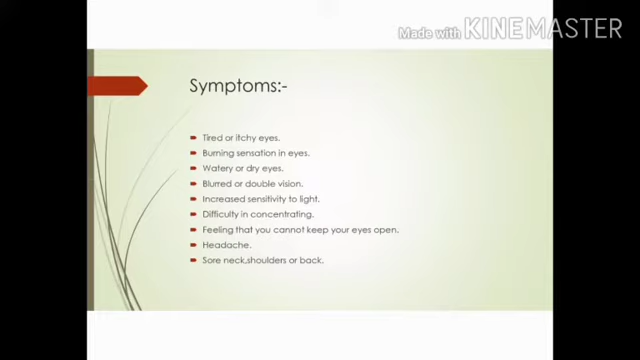 Made with KINEMASTER
Symptoms:-
Tired or itchy eyes.
Burning sensation in eyes.
Watery or dry eyes.
Blurred or double vision.
Increased sensitivity to light.
Difficulty in concentrating.
Feeling that you cannot keep your eyes open.
Headache.
Sore neck,shoulders or back.